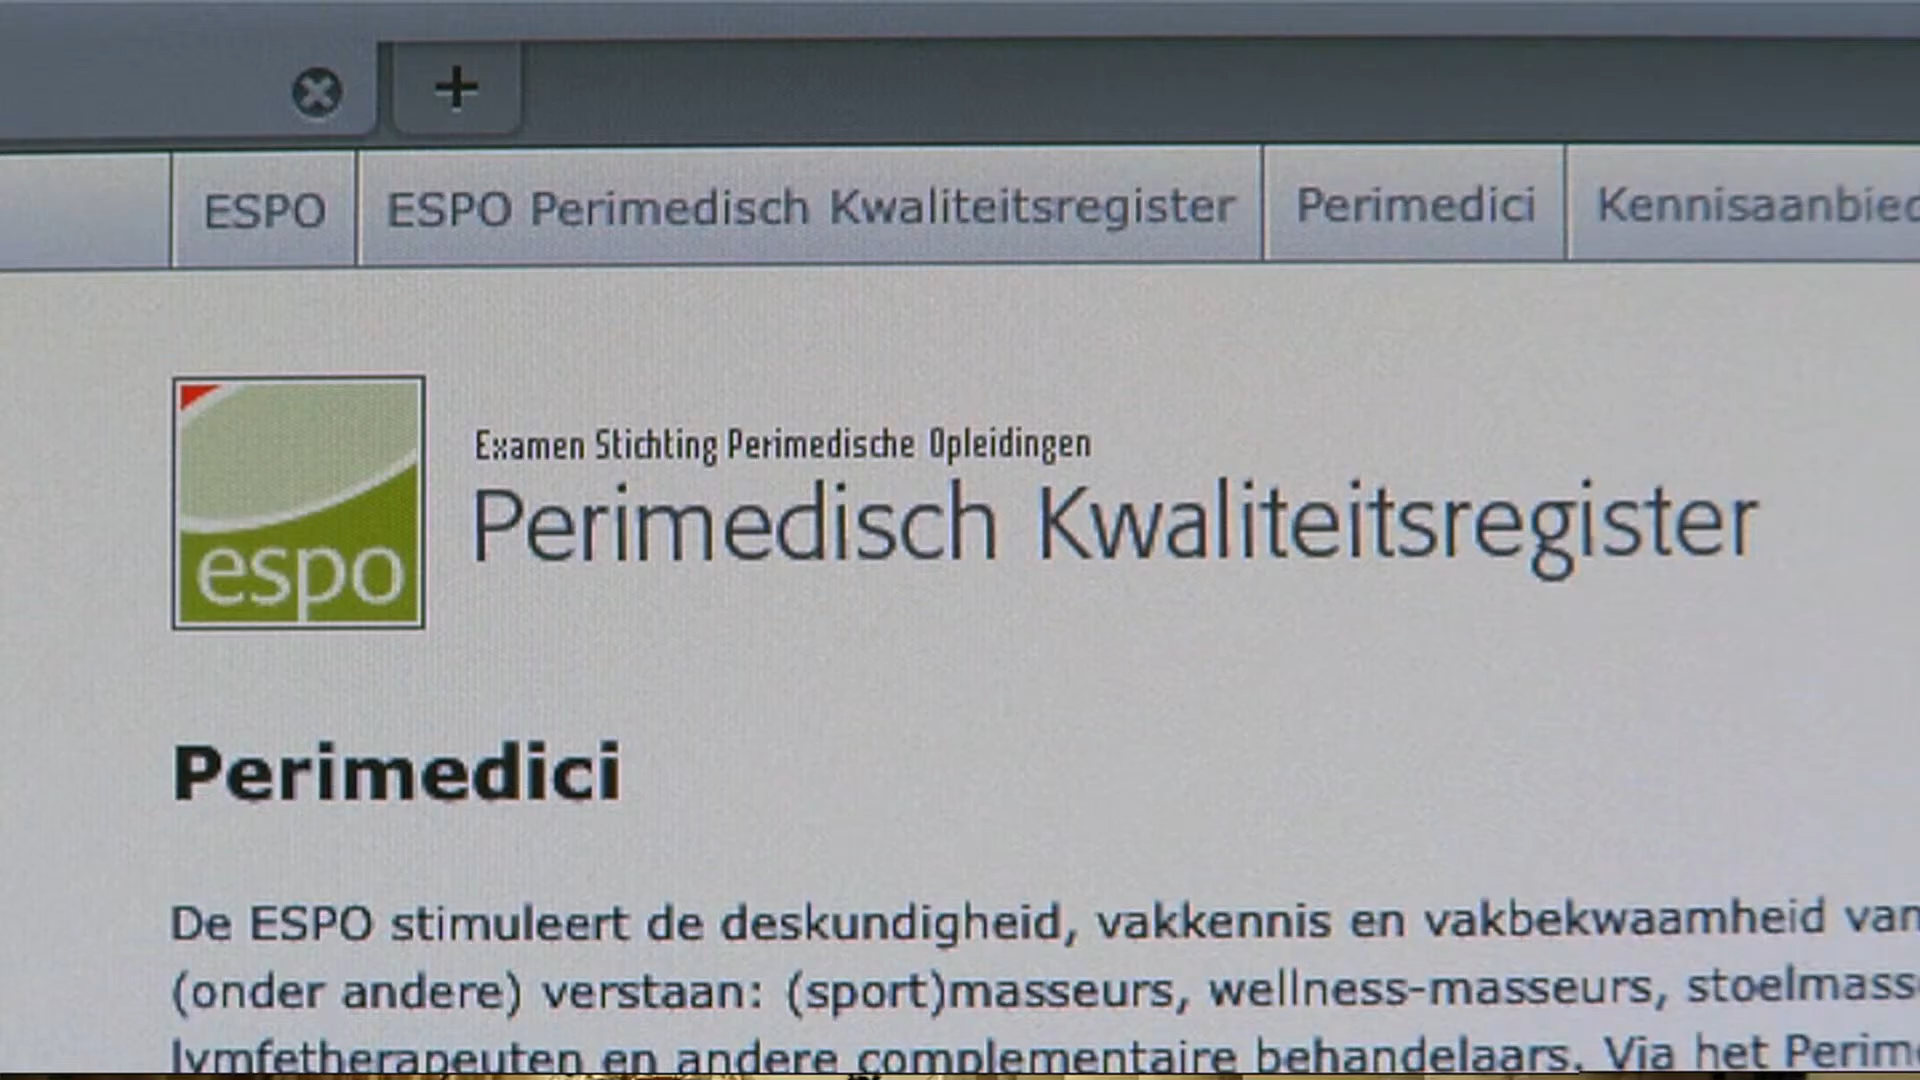 ESPO
ESPO Perimedisch Kwaliteitsregister
Perimedici
Kennisaanbied
espo
Examen Stichting Perimedische Opleidingen
Perimedisch Kwaliteitsregister
Perimedici
De ESPO stimuleert de deskundigheid, vakkennis en vakbekwaamheid van
(onder andere) verstaan: (sport)masseurs, wellness-masseurs, stoelmass
lymfetherapeuten en andere complementaire behandelaars. Via het Perim